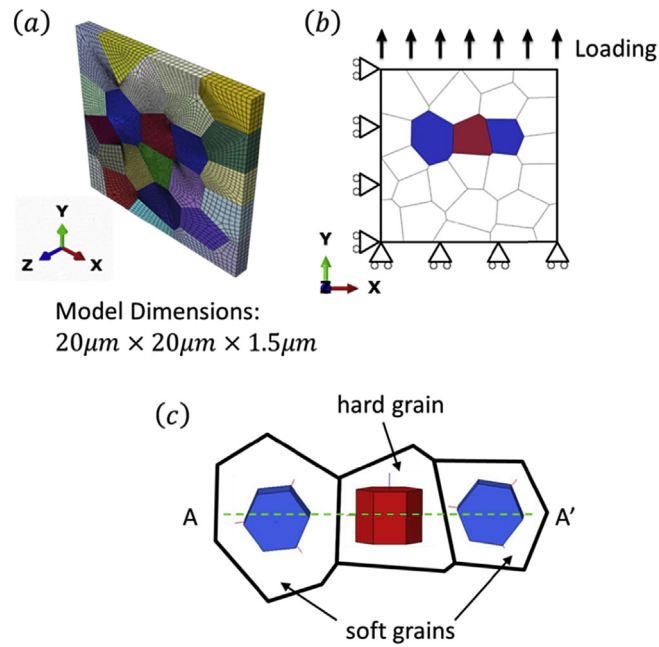 (a)
(b)
Loading
Y
Z
X
Y
Z
X
Model Dimensions:
20μm × 20μm × 1.5μm
(c)
hard grain
A
A'
soft grains